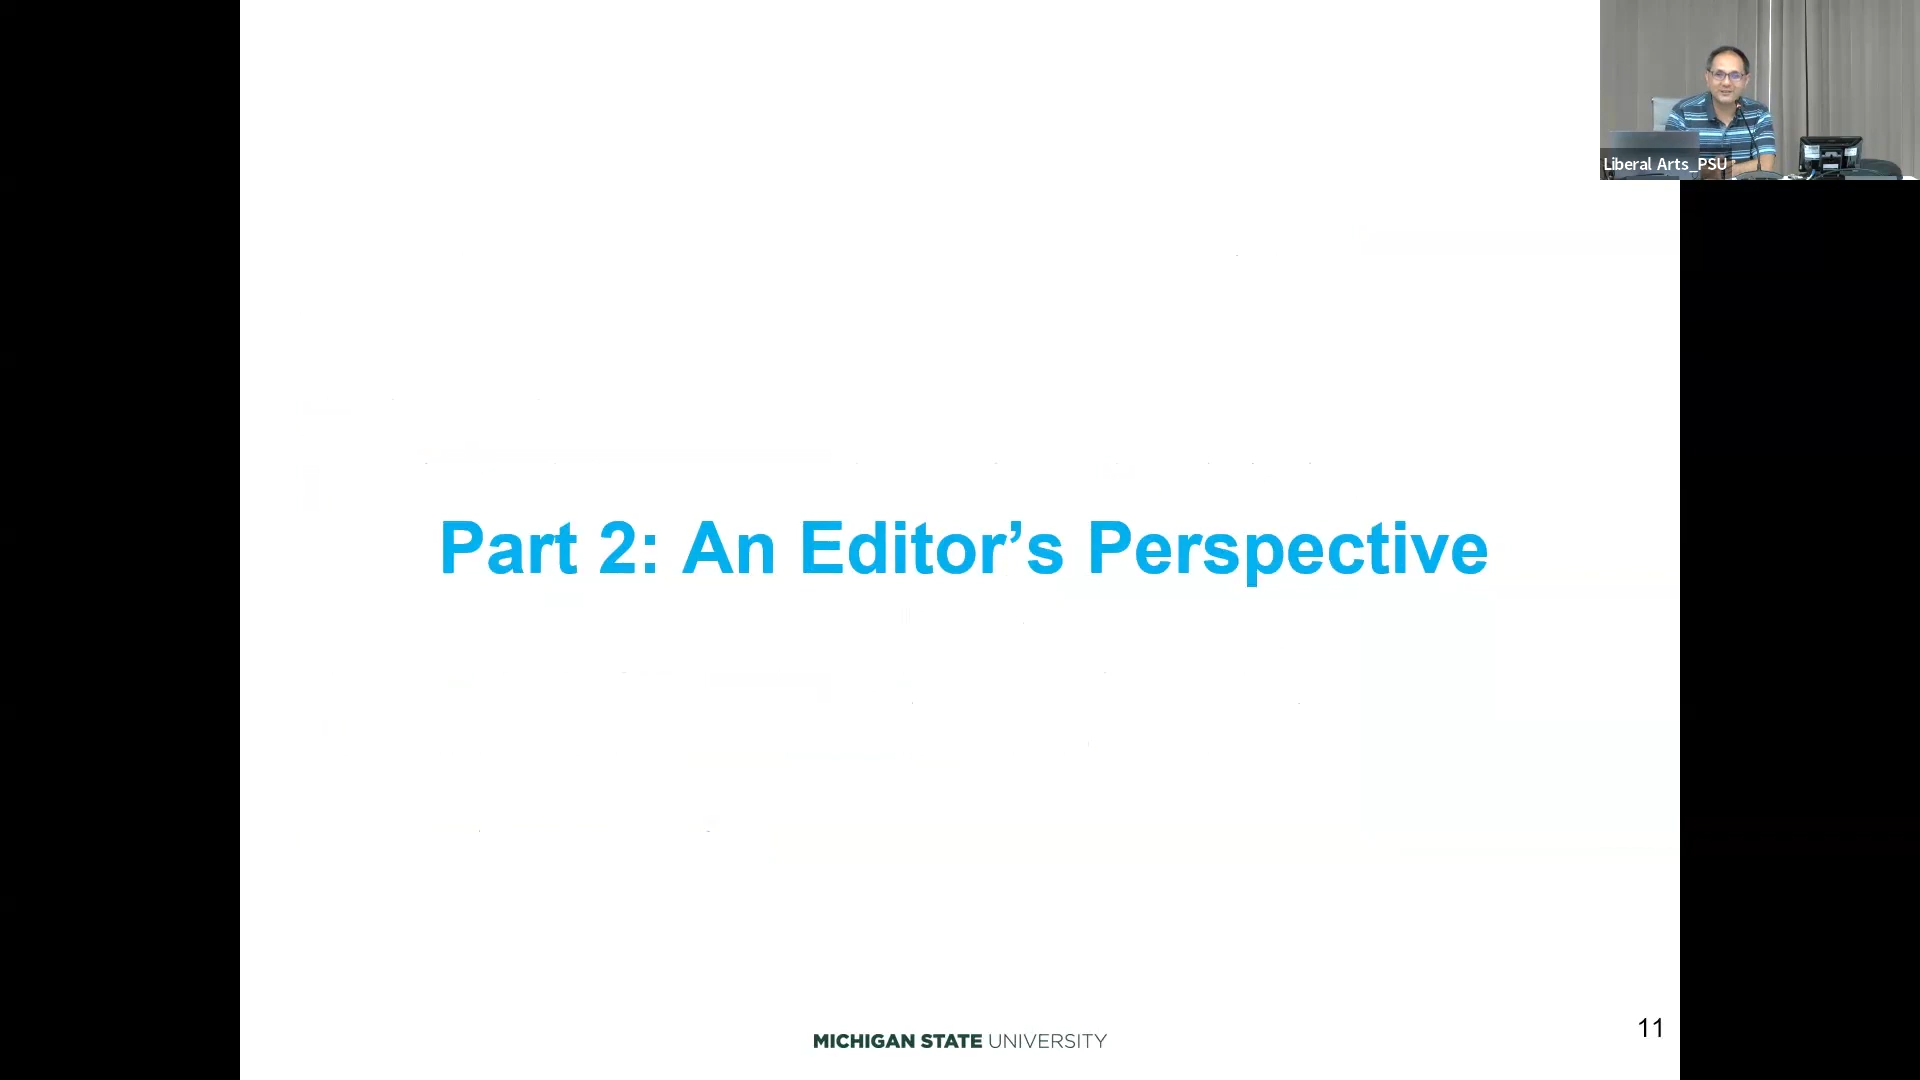 Liberal Arts_PSU
Part 2: An Editor’s Perspective
MICHIGAN STATE UNIVERSITY
11